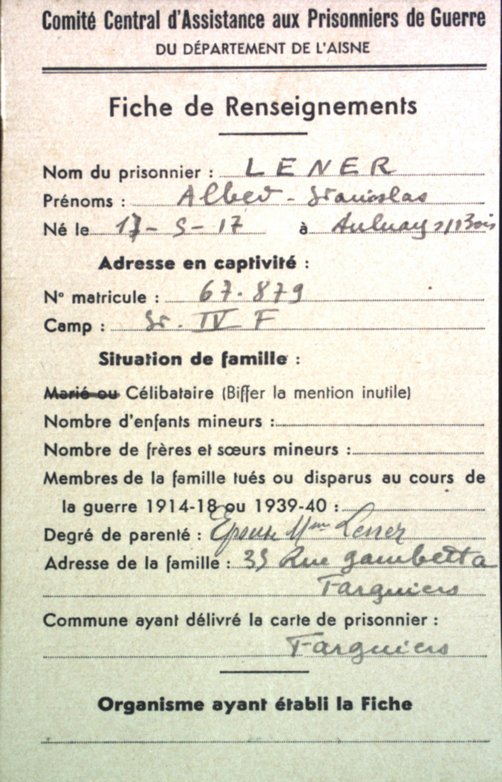 Comité Central d'Assistance aux Prisonniers de Guerre
DU DÉPARTEMENT DE L'AISNE
Fiche de Renseignements
Nom du prisonnier : LENER
Prénoms : Albert - Stanislas
Né le 17-5-17 à Aulnay s/s Bois
Adresse en captivité :
N° matricule : 67.879
Camp : St. IV F
Situation de famille :
Marié ou Célibataire (Biffer la mention inutile)
Nombre d'enfants mineurs :
Nombre de frères et sœurs mineurs :
Membres de la famille tués ou disparus au cours de
la guerre 1914-18 ou 1939-40 :
Degré de parenté : Epouse Mme Lener
Adresse de la famille : 35 Rue gambetta
Farguiers
Commune ayant délivré la carte de prisonnier :
Farguiers
Organisme ayant établi la Fiche